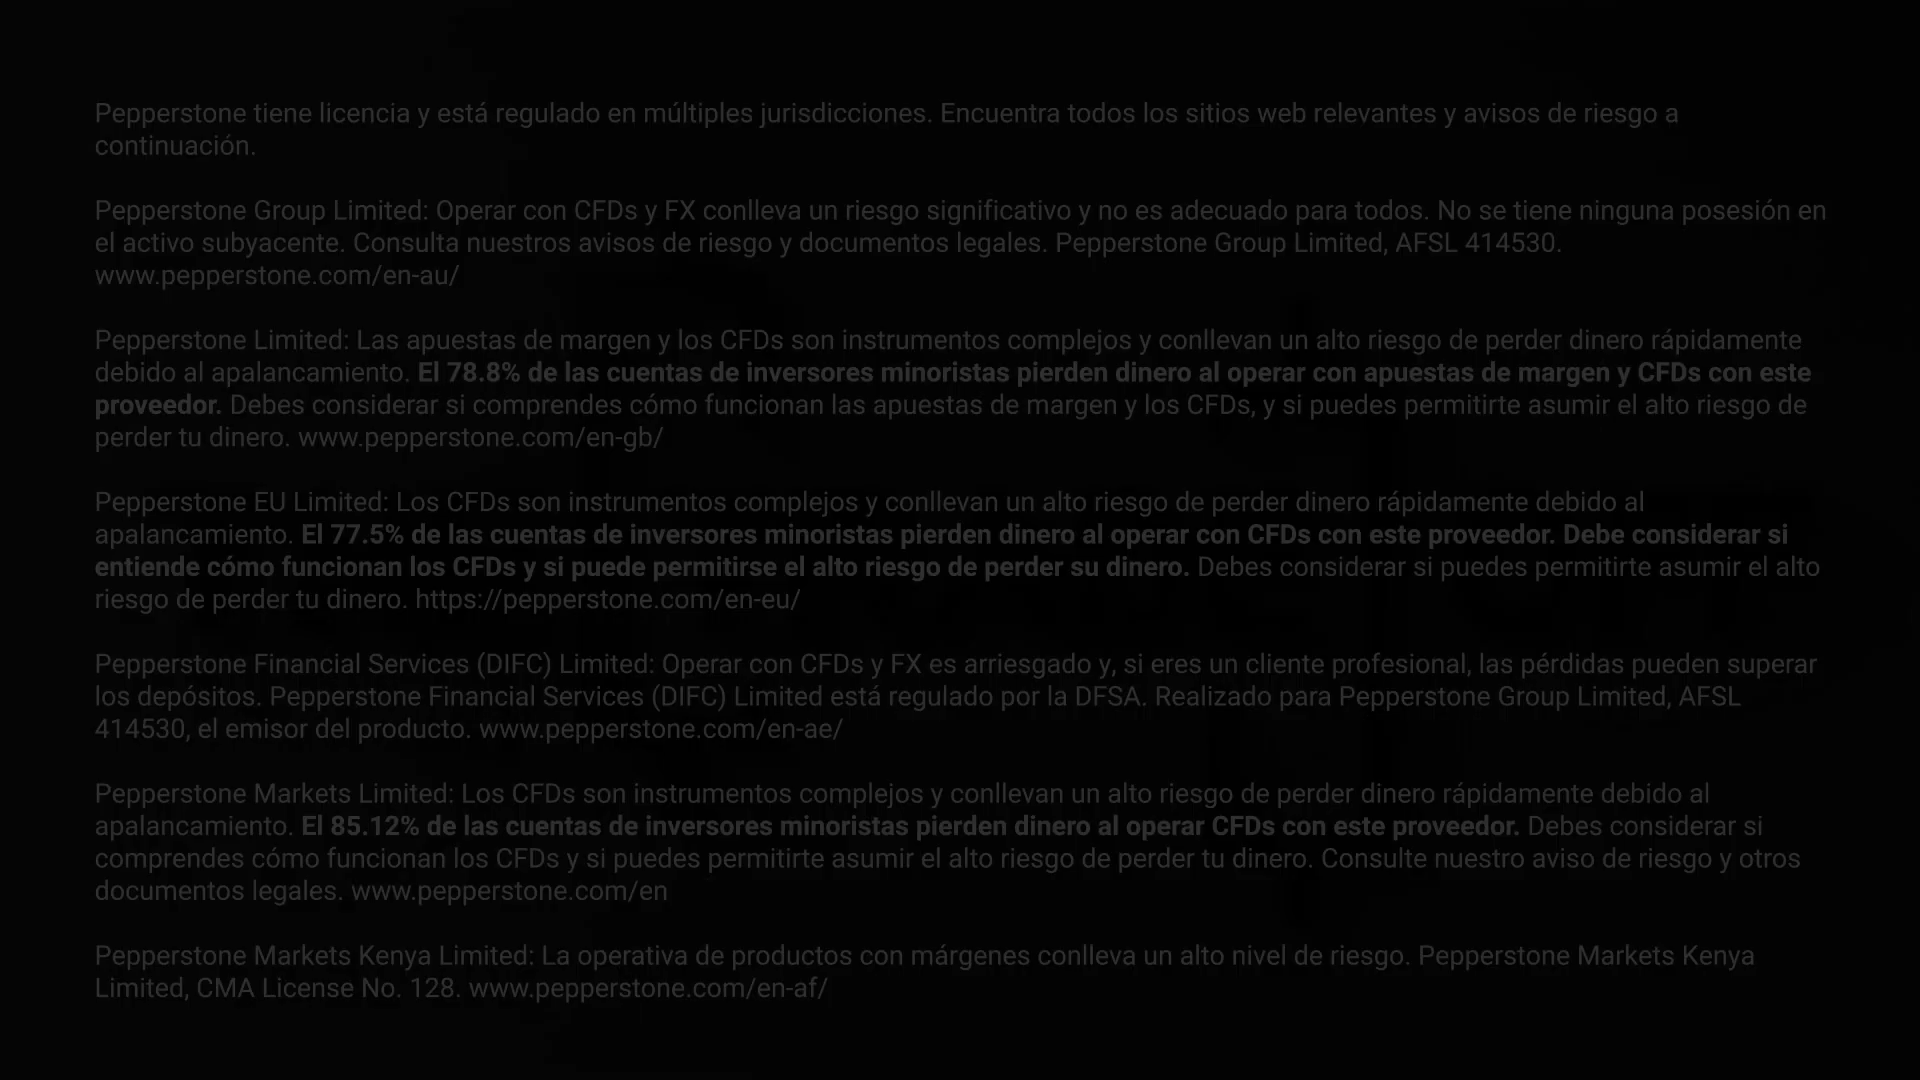 Pepperstone tiene licencia y está regulado en múltiples jurisdicciones. Encuentra todos los sitios web relevantes y avisos de riesgo a
continuación.
Pepperstone Group Limited: Operar con CFDs y FX conlleva un riesgo significativo y no es adecuado para todos. No se tiene ninguna posesión en
el activo subyacente. Consulta nuestros avisos de riesgo y documentos legales. Pepperstone Group Limited, AFSL 414530.
www.pepperstone.com/en-au/
Pepperstone Limited: Las apuestas de margen y los CFDs son instrumentos complejos y conllevan un alto riesgo de perder dinero rápidamente
debido al apalancamiento. El 78.8% de las cuentas de inversores minoristas pierden dinero al operar con apuestas de margen y CFDs con este
proveedor. Debes considerar si comprendes cómo funcionan las apuestas de margen y los CFDs, y si puedes permitirte asumir el alto riesgo de
perder tu dinero. www.pepperstone.com/en-gb/
Pepperstone EU Limited: Los CFDs son instrumentos complejos y conllevan un alto riesgo de perder dinero rápidamente debido al
apalancamiento. El 77.5% de las cuentas de inversores minoristas pierden dinero al operar con CFDs con este proveedor. Debe considerar si
entiende cómo funcionan los CFDs y si puede permitirse el alto riesgo de perder su dinero. Debes considerar si puedes permitirte asumir el alto
riesgo de perder tu dinero. https://pepperstone.com/en-eu/
Pepperstone Financial Services (DIFC) Limited: Operar con CFDs y FX es arriesgado y, si eres un cliente profesional, las pérdidas pueden superar
los depósitos. Pepperstone Financial Services (DIFC) Limited está regulado por la DFSA. Realizado para Pepperstone Group Limited, AFSL
414530, el emisor del producto. www.pepperstone.com/en-ae/
Pepperstone Markets Limited: Los CFDs son instrumentos complejos y conllevan un alto riesgo de perder dinero rápidamente debido al
apalancamiento. El 85.12% de las cuentas de inversores minoristas pierden dinero al operar CFDs con este proveedor. Debes considerar si
comprendes cómo funcionan los CFDs y si puedes permitirte asumir el alto riesgo de perder tu dinero. Consulte nuestro aviso de riesgo y otros
documentos legales. www.pepperstone.com/en
Pepperstone Markets Kenya Limited: La operativa de productos con márgenes conlleva un alto nivel de riesgo. Pepperstone Markets Kenya
Limited, CMA License No. 128. www.pepperstone.com/en-af/